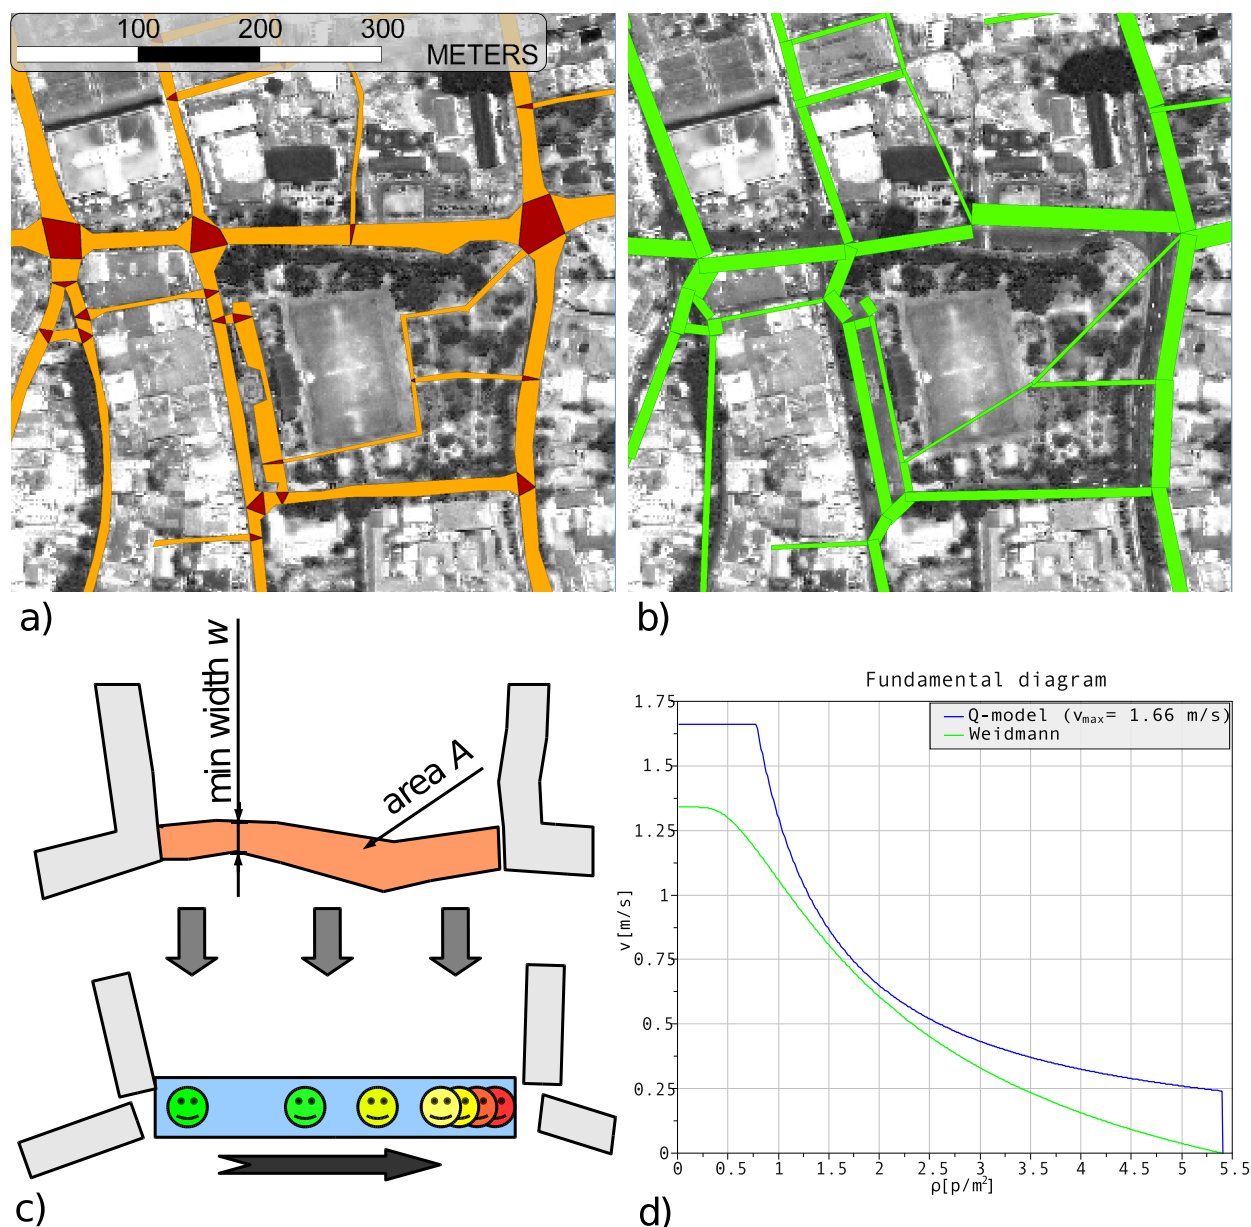 100 200 300
METERS
a)
b)
min width w
area A
c)
Fundamental diagram
Q-model (vmax= 1.66 m/s)
Weidmann
1.75
1.5
1.25
1
0.75
0.5
0.25
0
v[m/s]
0 0.5 1 1.5 2 2.5 3 3.5 4 4.5 5 5.5
ρ[p/m²]
d)